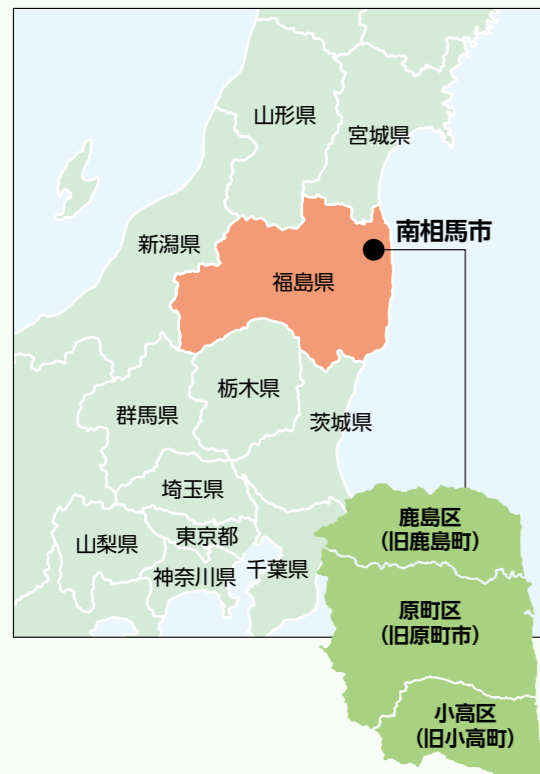 山形県
宮城県
南相馬市
新潟県
福島県
栃木県
群馬県
茨城県
埼玉県
東京都
山梨県
神奈川県
千葉県
鹿島区
(旧鹿島町)
原町区
(旧原町市)
小高区
(旧小高町)